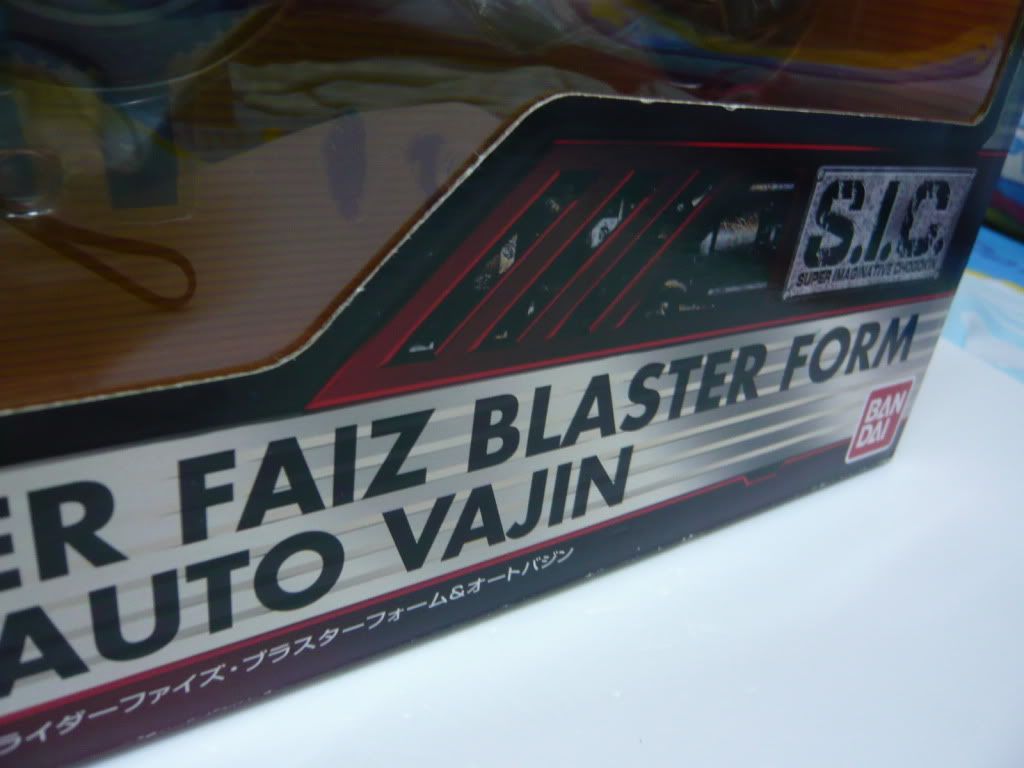 S.I.C.
SUPER IMAGINATIVE CHOGOKIN
ER FAIZ BLASTER FORM
AUTO VAJIN
BAN
DAI
ライダーファイズ・ブラスターフォーム&オートバジン